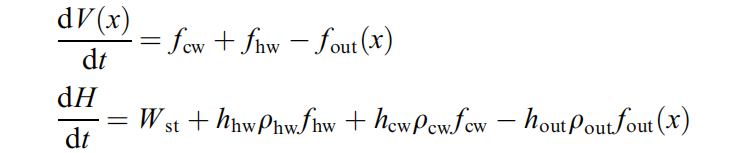 dV(x)/dt = f_cw + f_hw − f_out(x)
dH/dt = W_st + h_hw ρ_hw f_hw + h_cw ρ_cw f_cw − h_out ρ_out f_out(x)